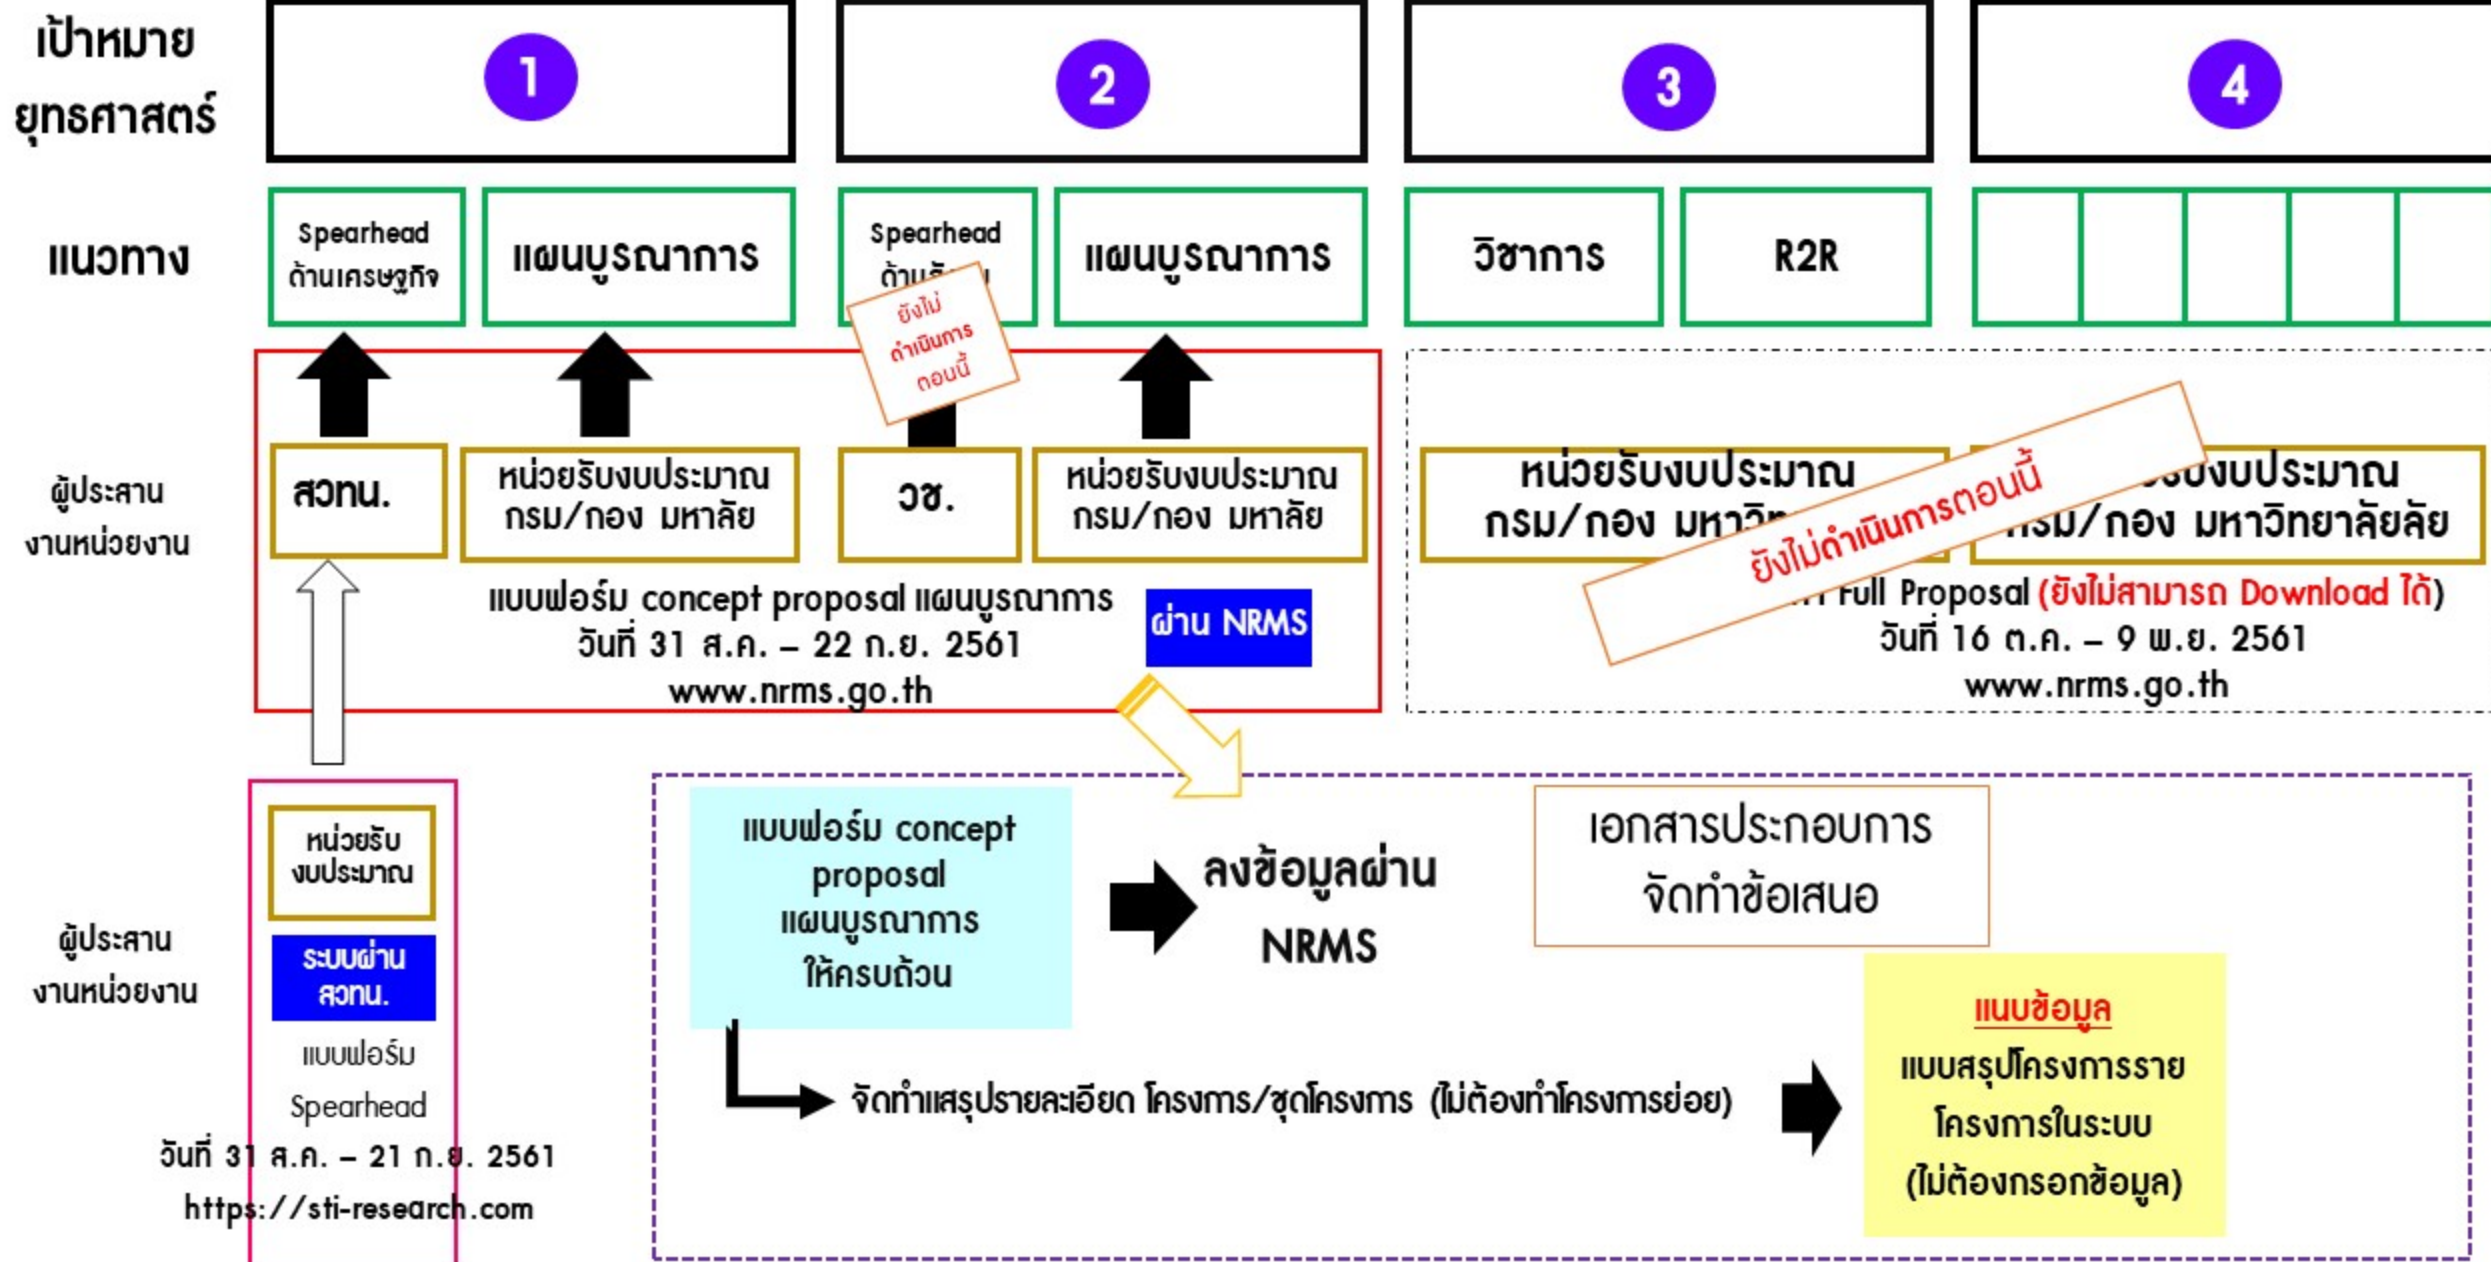 เป้าหมาย
ยุทธศาสตร์
1
2
3
4
แนวทาง
Spearhead
ด้านเศรษฐกิจ
แผนบูรณาการ
Spearhead
แผนบูรณาการ
วิชาการ
R2R
ยังไม่
ดำเนินการ
ตอนนี้
ผู้ประสาน
งานหน่วยงาน
สวทน.
หน่วยรับงบประมาณ
กรม/กอง มหาลัย
วช.
หน่วยรับงบประมาณ
กรม/กอง มหาลัย
แบบฟอร์ม concept proposal แผนบูรณาการ
วันที่ 31 ส.ค. – 22 ก.ย. 2561
www.nrms.go.th
ผ่าน NRMS
หน่วยรับงบประมาณ
กรม/กอง
งบประมาณ
กรม/กอง มหาวิทยาลัยลัย
ยังไม่ดำเนินการตอนนี้
Full Proposal (ยังไม่สามารถ Download ได้)
วันที่ 16 ต.ค. – 9 พ.ย. 2561
www.nrms.go.th
ผู้ประสาน
งานหน่วยงาน
หน่วยรับ
งบประมาณ
ระบบผ่าน
สวทน.
แบบฟอร์ม
Spearhead
วันที่ 31 ส.ค. – 21 ก.ย. 2561
https://sti-research.com
แบบฟอร์ม concept
proposal
แผนบูรณาการ
ให้ครบถ้วน
ลงข้อมูลผ่าน
NRMS
เอกสารประกอบการ
จัดทำข้อเสนอ
จัดทำแสรุปรายละเอียด โครงการ/ชุดโครงการ (ไม่ต้องทำโครงการย่อย)
แนบข้อมูล
แบบสรุปโครงการราย
โครงการในระบบ
(ไม่ต้องกรอกข้อมูล)